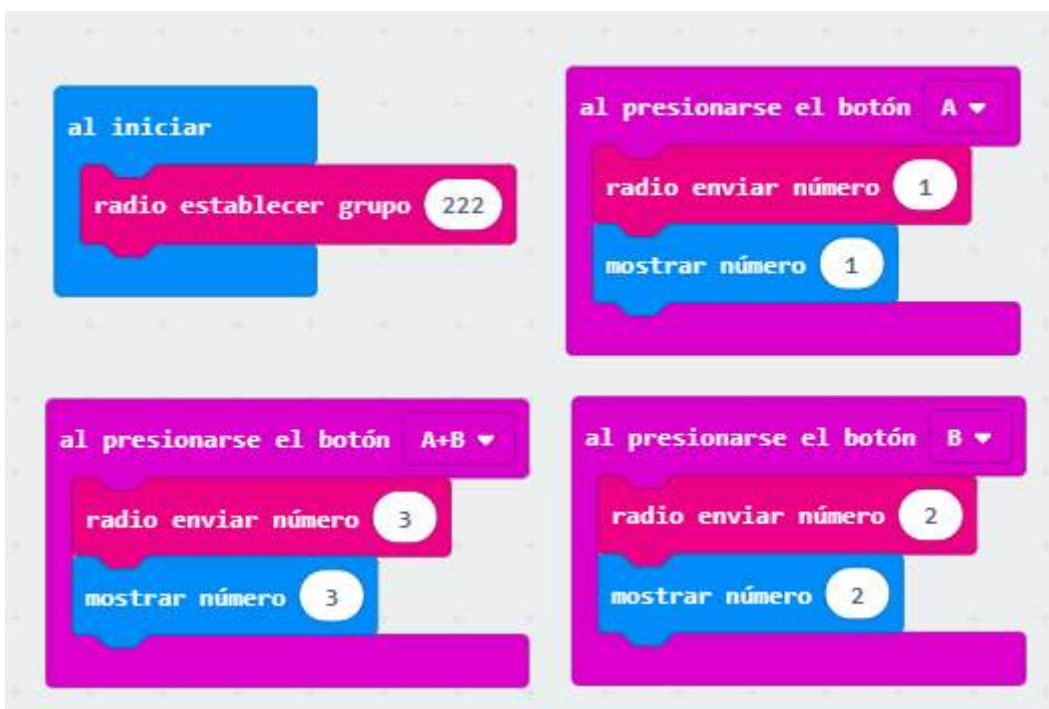 al iniciar
radio establecer grupo 222
al presionarse el botón A
radio enviar número 1
mostrar número 1
al presionarse el botón A+B
radio enviar número 3
mostrar número 3
al presionarse el botón B
radio enviar número 2
mostrar número 2